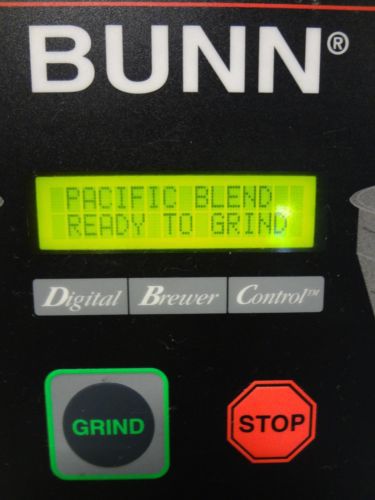 BUNN®
PACIFIC BLEND
READY TO GRIND
Digital Brewer Control™
GRIND
STOP